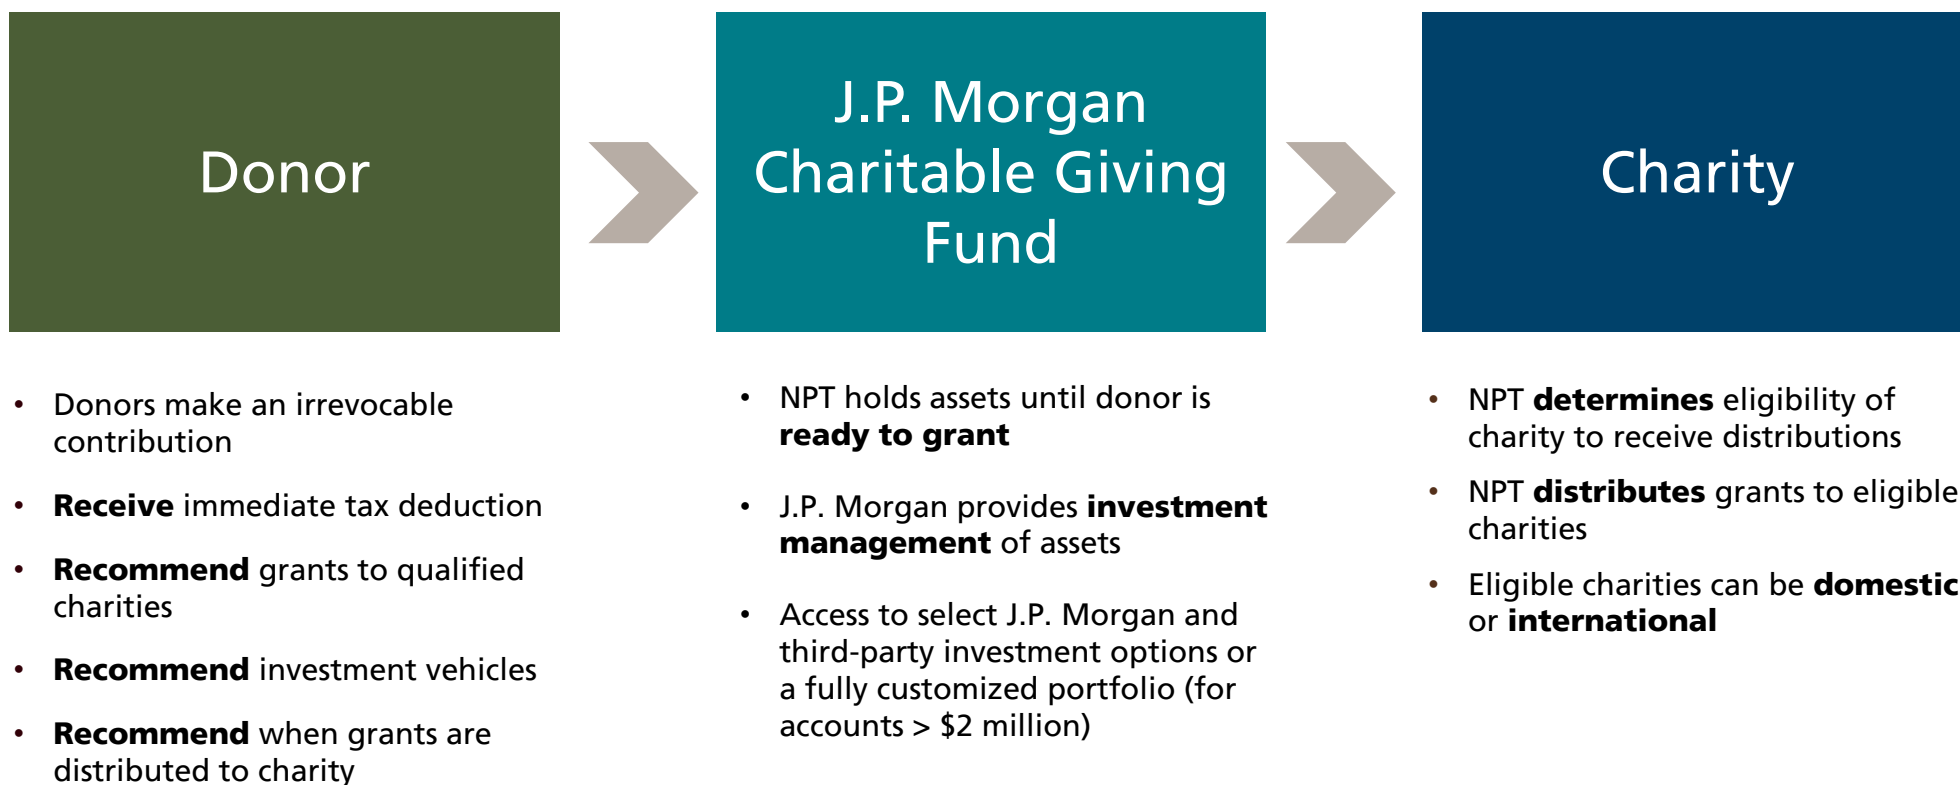 Donor
• Donors make an irrevocable
contribution
• Receive immediate tax deduction
• Recommend grants to qualified
charities
• Recommend investment vehicles
• Recommend when grants are
distributed to charity
J.P. Morgan
Charitable Giving
Fund
• NPT holds assets until donor is
ready to grant
• J.P. Morgan provides investment
management of assets
• Access to select J.P. Morgan and
third-party investment options or
a fully customized portfolio (for
accounts > $2 million)
Charity
• NPT determines eligibility of
charity to receive distributions
• NPT distributes grants to eligible
charities
• Eligible charities can be domestic
or international